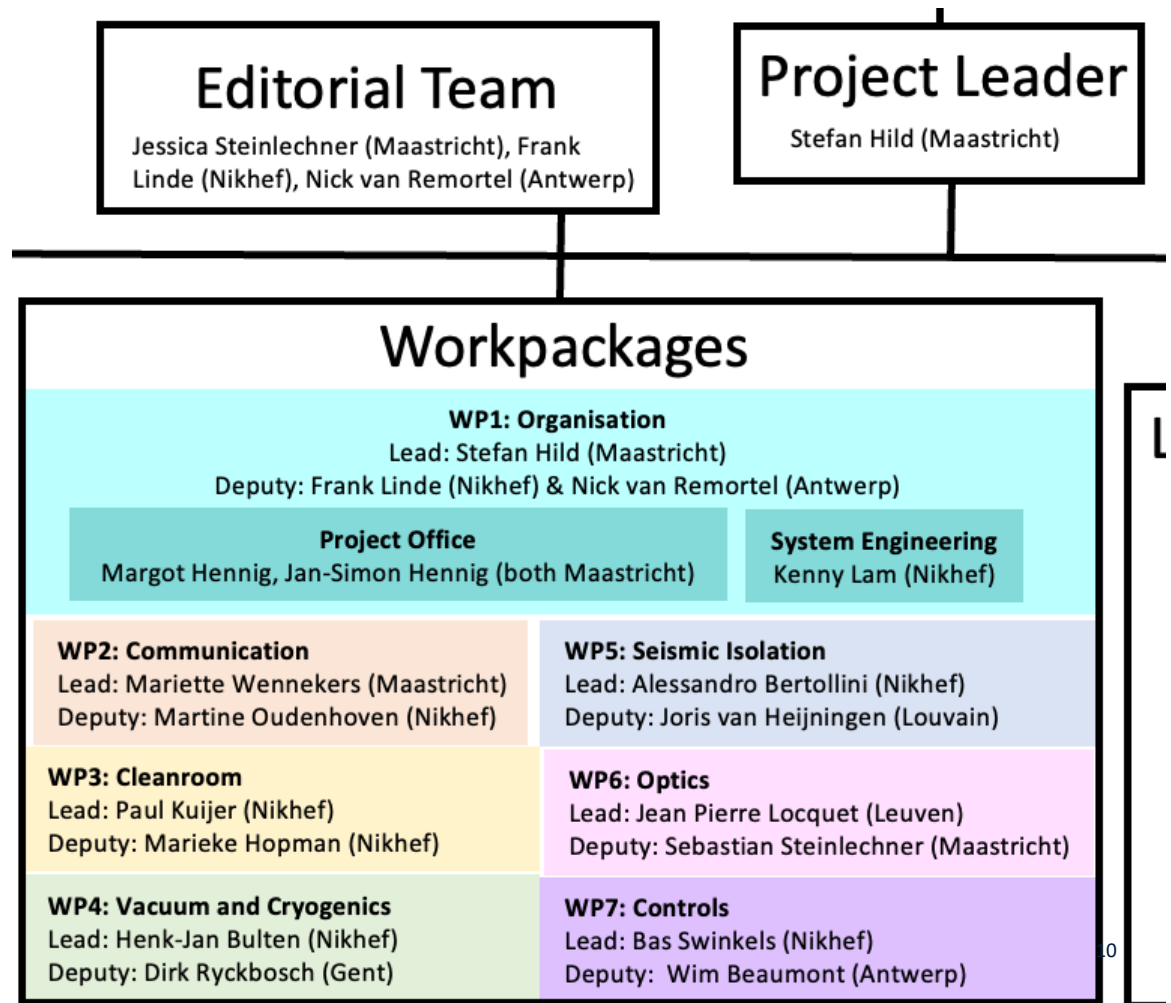 Editorial Team
Jessica Steinlechner (Maastricht), Frank
Linde (Nikhef), Nick van Remortel (Antwerp)
Project Leader
Stefan Hild (Maastricht)
Workpackages
WP1: Organisation
Lead: Stefan Hild (Maastricht)
Deputy: Frank Linde (Nikhef) & Nick van Remortel (Antwerp)
Project Office
Margot Hennig, Jan-Simon Hennig (both Maastricht)
System Engineering
Kenny Lam (Nikhef)
WP2: Communication
Lead: Mariette Wennekers (Maastricht)
Deputy: Martine Oudenhoven (Nikhef)
WP5: Seismic Isolation
Lead: Alessandro Bertollini (Nikhef)
Deputy: Joris van Heijningen (Louvain)
WP3: Cleanroom
Lead: Paul Kuijer (Nikhef)
Deputy: Marieke Hopman (Nikhef)
WP6: Optics
Lead: Jean Pierre Locquet (Leuven)
Deputy: Sebastian Steinlechner (Maastricht)
WP4: Vacuum and Cryogenics
Lead: Henk-Jan Bulten (Nikhef)
Deputy: Dirk Ryckbosch (Gent)
WP7: Controls
Lead: Bas Swinkels (Nikhef)
Deputy: Wim Beaumont (Antwerp)
10